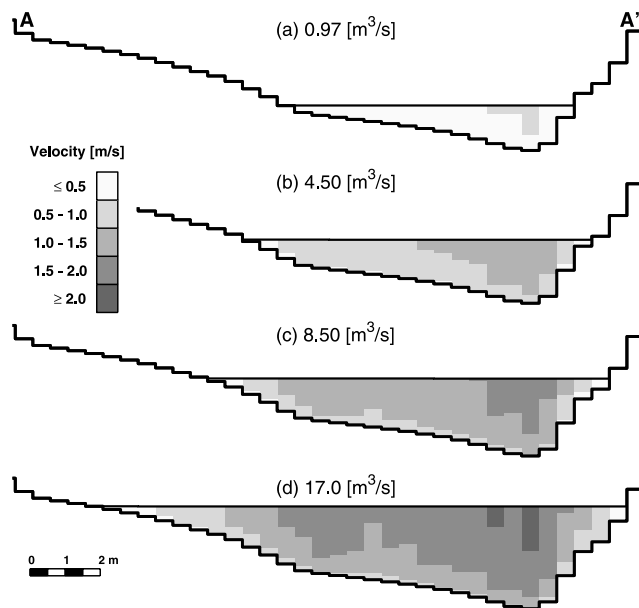 A
A'
(a) 0.97 [m³/s]
Velocity [m/s]
≤ 0.5
0.5 - 1.0
1.0 - 1.5
1.5 - 2.0
≥ 2.0
(b) 4.50 [m³/s]
(c) 8.50 [m³/s]
(d) 17.0 [m³/s]
0 1 2 m